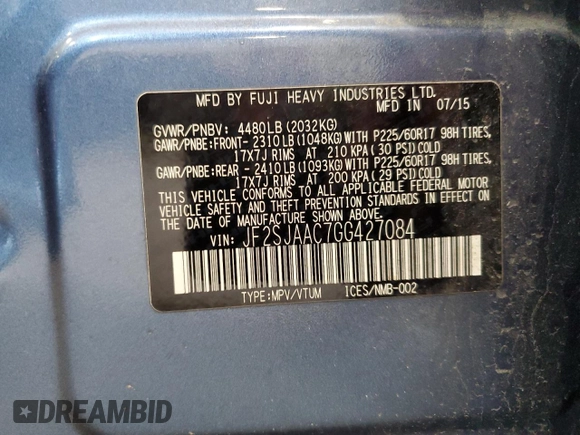 MFD BY FUJI HEAVY INDUSTRIES LTD.
MFD IN 07/15
GVWR/PNBV: 4480LB(2032KG)
GAWR/PNBE:FRONT- 2310LB(1048KG)WITH P225/60R17 98H TIRES,
17X7J RIMS AT 210 KPA(30 PSI)COLD
GAWR/PNBE:REAR - 2410LB(1093KG)WITH P225/60R17 98H TIRES,
17X7J RIMS AT 200 KPA(29 PSI)COLD
THIS VEHICLE CONFORMS TO ALL APPLICABLE FEDERAL MOTOR
VEHICLE SAFETY AND THEFT PREVENTION STANDARDS IN EFFECT
ON THE DATE OF MANUFACTURE SHOWN ABOVE.
VIN: JF2SJAAC7GG427084
TYPE:MPV/VTUM ICES/NMB-002
DREAMBID